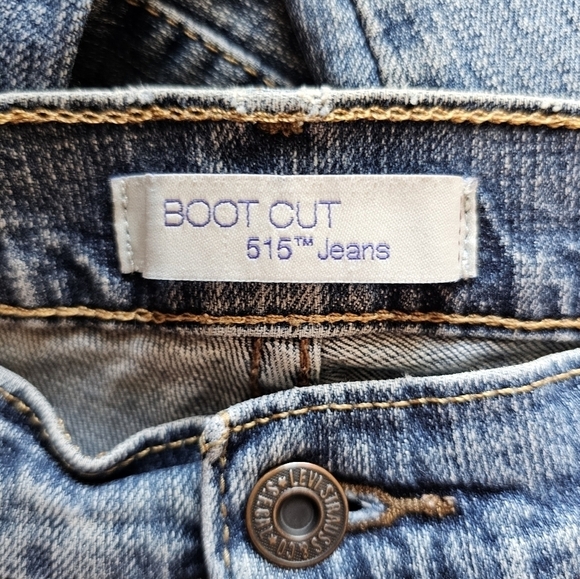 BOOT CUT
515™ Jeans
LEVI STRAUSS & CO